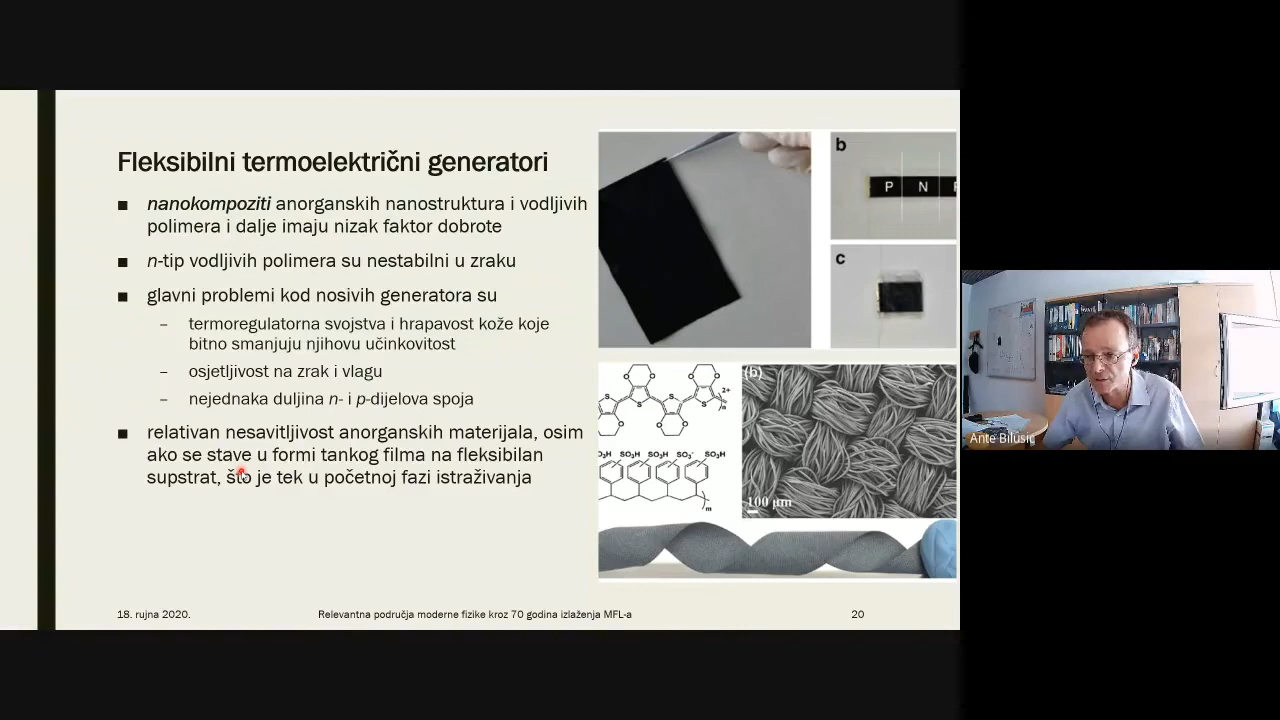 Fleksibilni termoelektrični generatori
nanokompoziti anorganskih nanostruktura i vodljivih
polimera i dalje imaju nizak faktor dobrote
n-tip vodljivih polimera su nestabilni u zraku
glavni problemi kod nosivih generatora su
– termoregulatorna svojstva i hrapavost kože koje
bitno smanjuju njihovu učinkovitost
– osjetljivost na zrak i vlagu
– nejednaka duljina n- i p-dijelova spoja
relativan nesavitljivost anorganskih materijala, osim
ako se stave u formi tankog filma na fleksibilan
supstrat, što je tek u početnoj fazi istraživanja
b
P N
c
2+
n
SO₃H SO₃H SO₃⁻ SO₃H
m
(b)
100 µm
18. rujna 2020.
Relevantna područja moderne fizike kroz 70 godina izlaženja MFL-a
20
Ante Bilušić